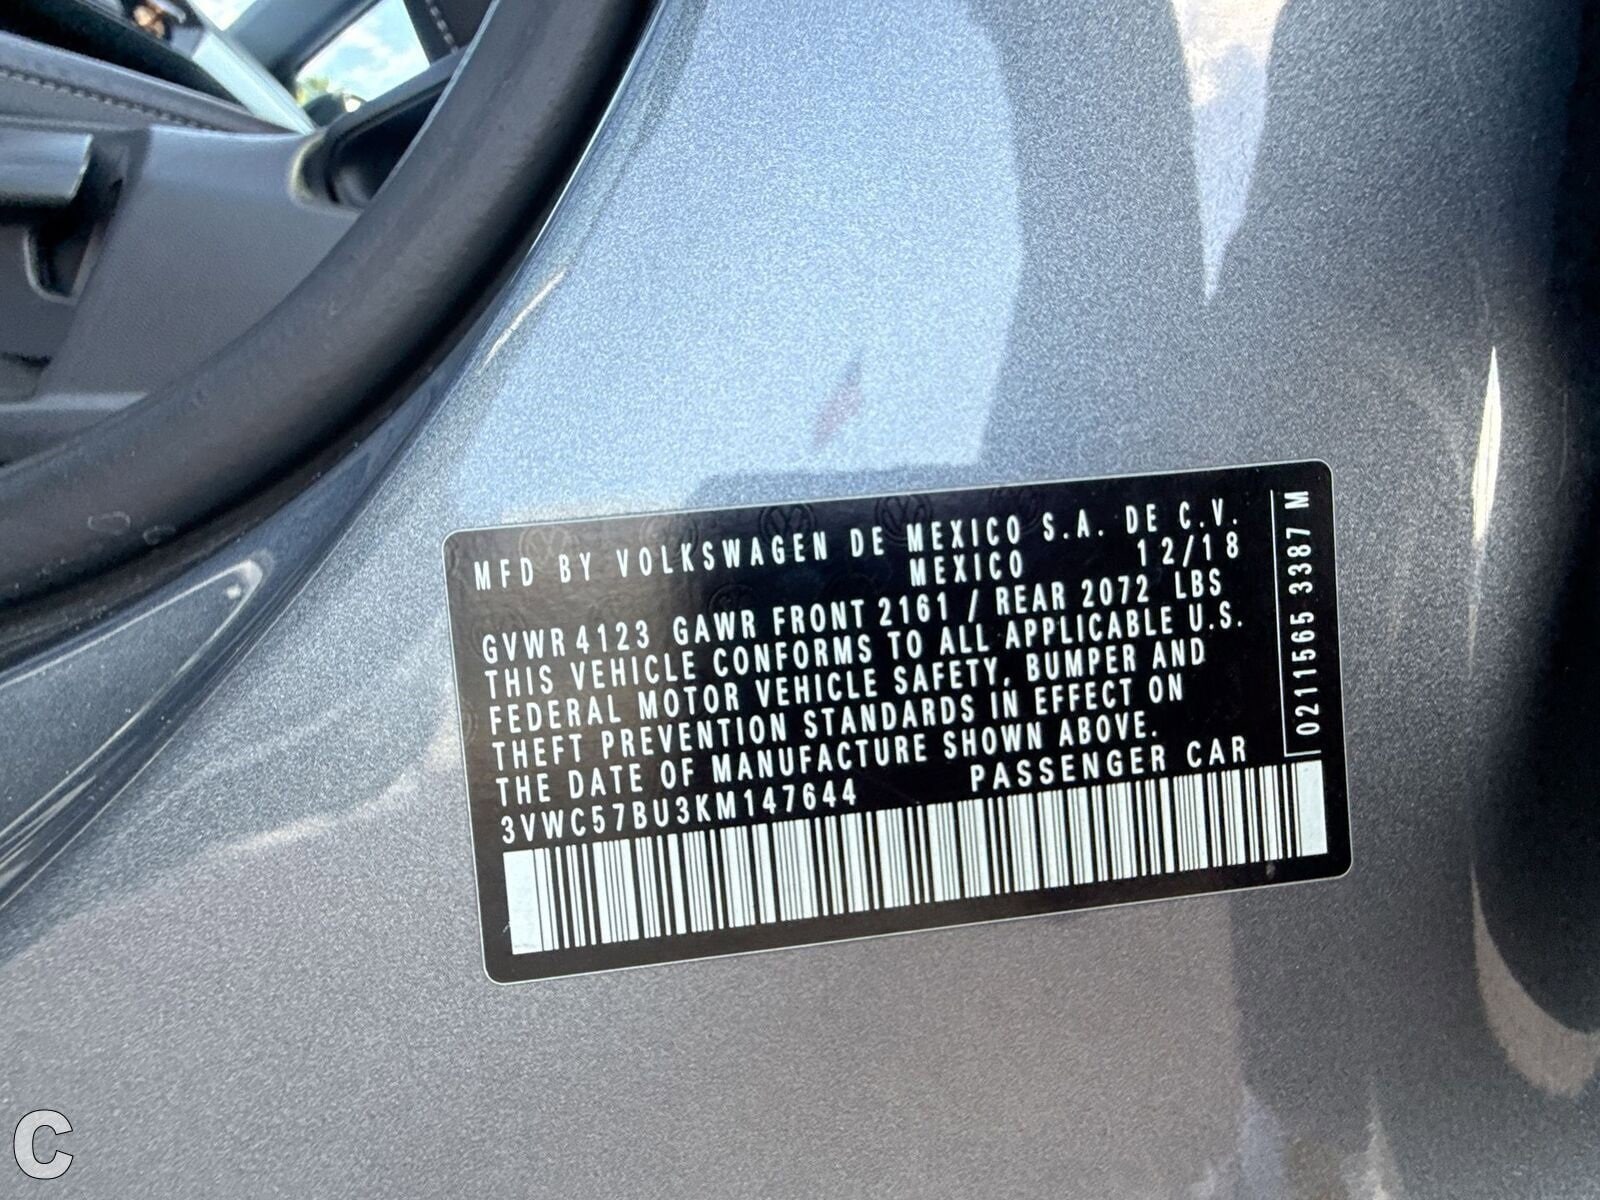 MFD BY VOLKSWAGEN DE MEXICO S.A. DE C.V.
MEXICO 12/18
GVWR 4123 GAWR FRONT 2161 / REAR 2072 LBS
THIS VEHICLE CONFORMS TO ALL APPLICABLE U.S.
FEDERAL MOTOR VEHICLE SAFETY, BUMPER AND
THEFT PREVENTION STANDARDS IN EFFECT ON
THE DATE OF MANUFACTURE SHOWN ABOVE.
3VWC57BU3KM147644 PASSENGER CAR
0211565 3387 M
C